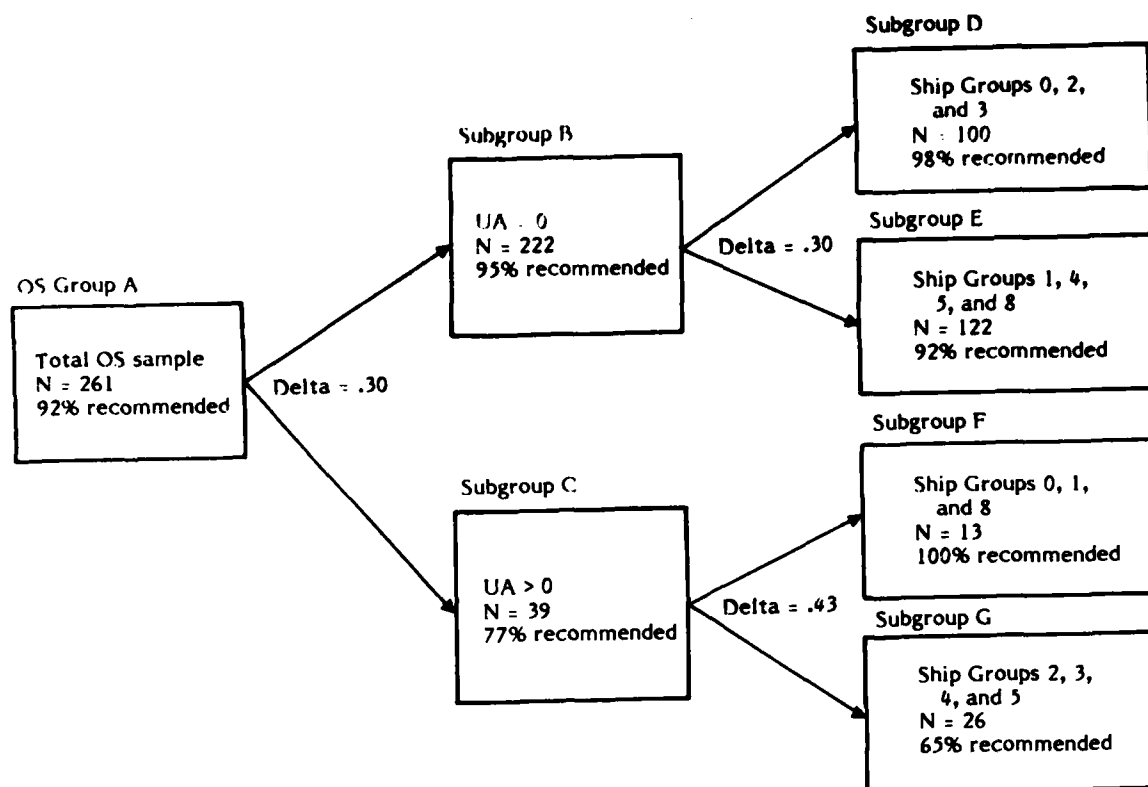 OS Group A
Total OS sample
N = 261
92% recommended
Delta = .30
Subgroup B
UA = 0
N = 222
95% recommended
Delta = .30
Subgroup C
UA > 0
N = 39
77% recommended
Delta = .43
Subgroup D
Ship Groups 0, 2,
and 3
N = 100
98% recommended
Subgroup E
Ship Groups 1, 4,
5, and 8
N = 122
92% recommended
Subgroup F
Ship Groups 0, 1,
and 8
N = 13
100% recommended
Subgroup G
Ship Groups 2, 3,
4, and 5
N = 26
65% recommended